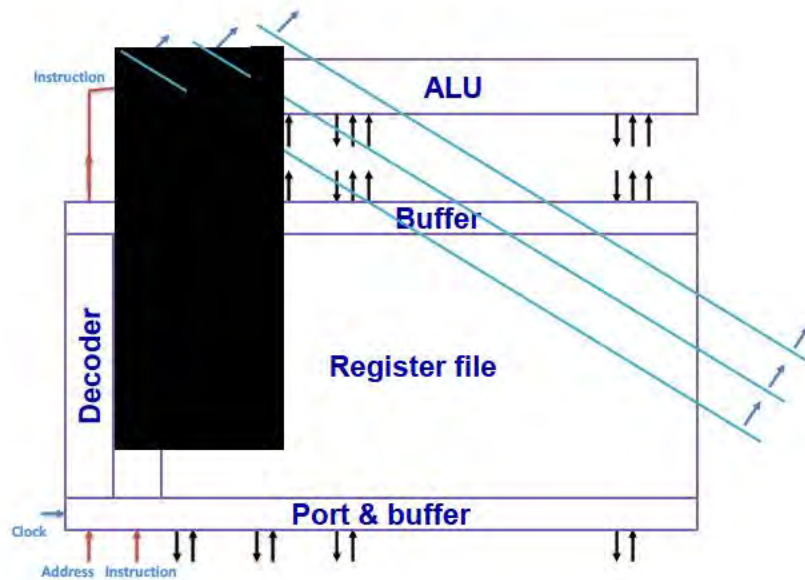 Instruction
ALU
Buffer
Decoder
Register file
Port & buffer
Clock
Address Instruction